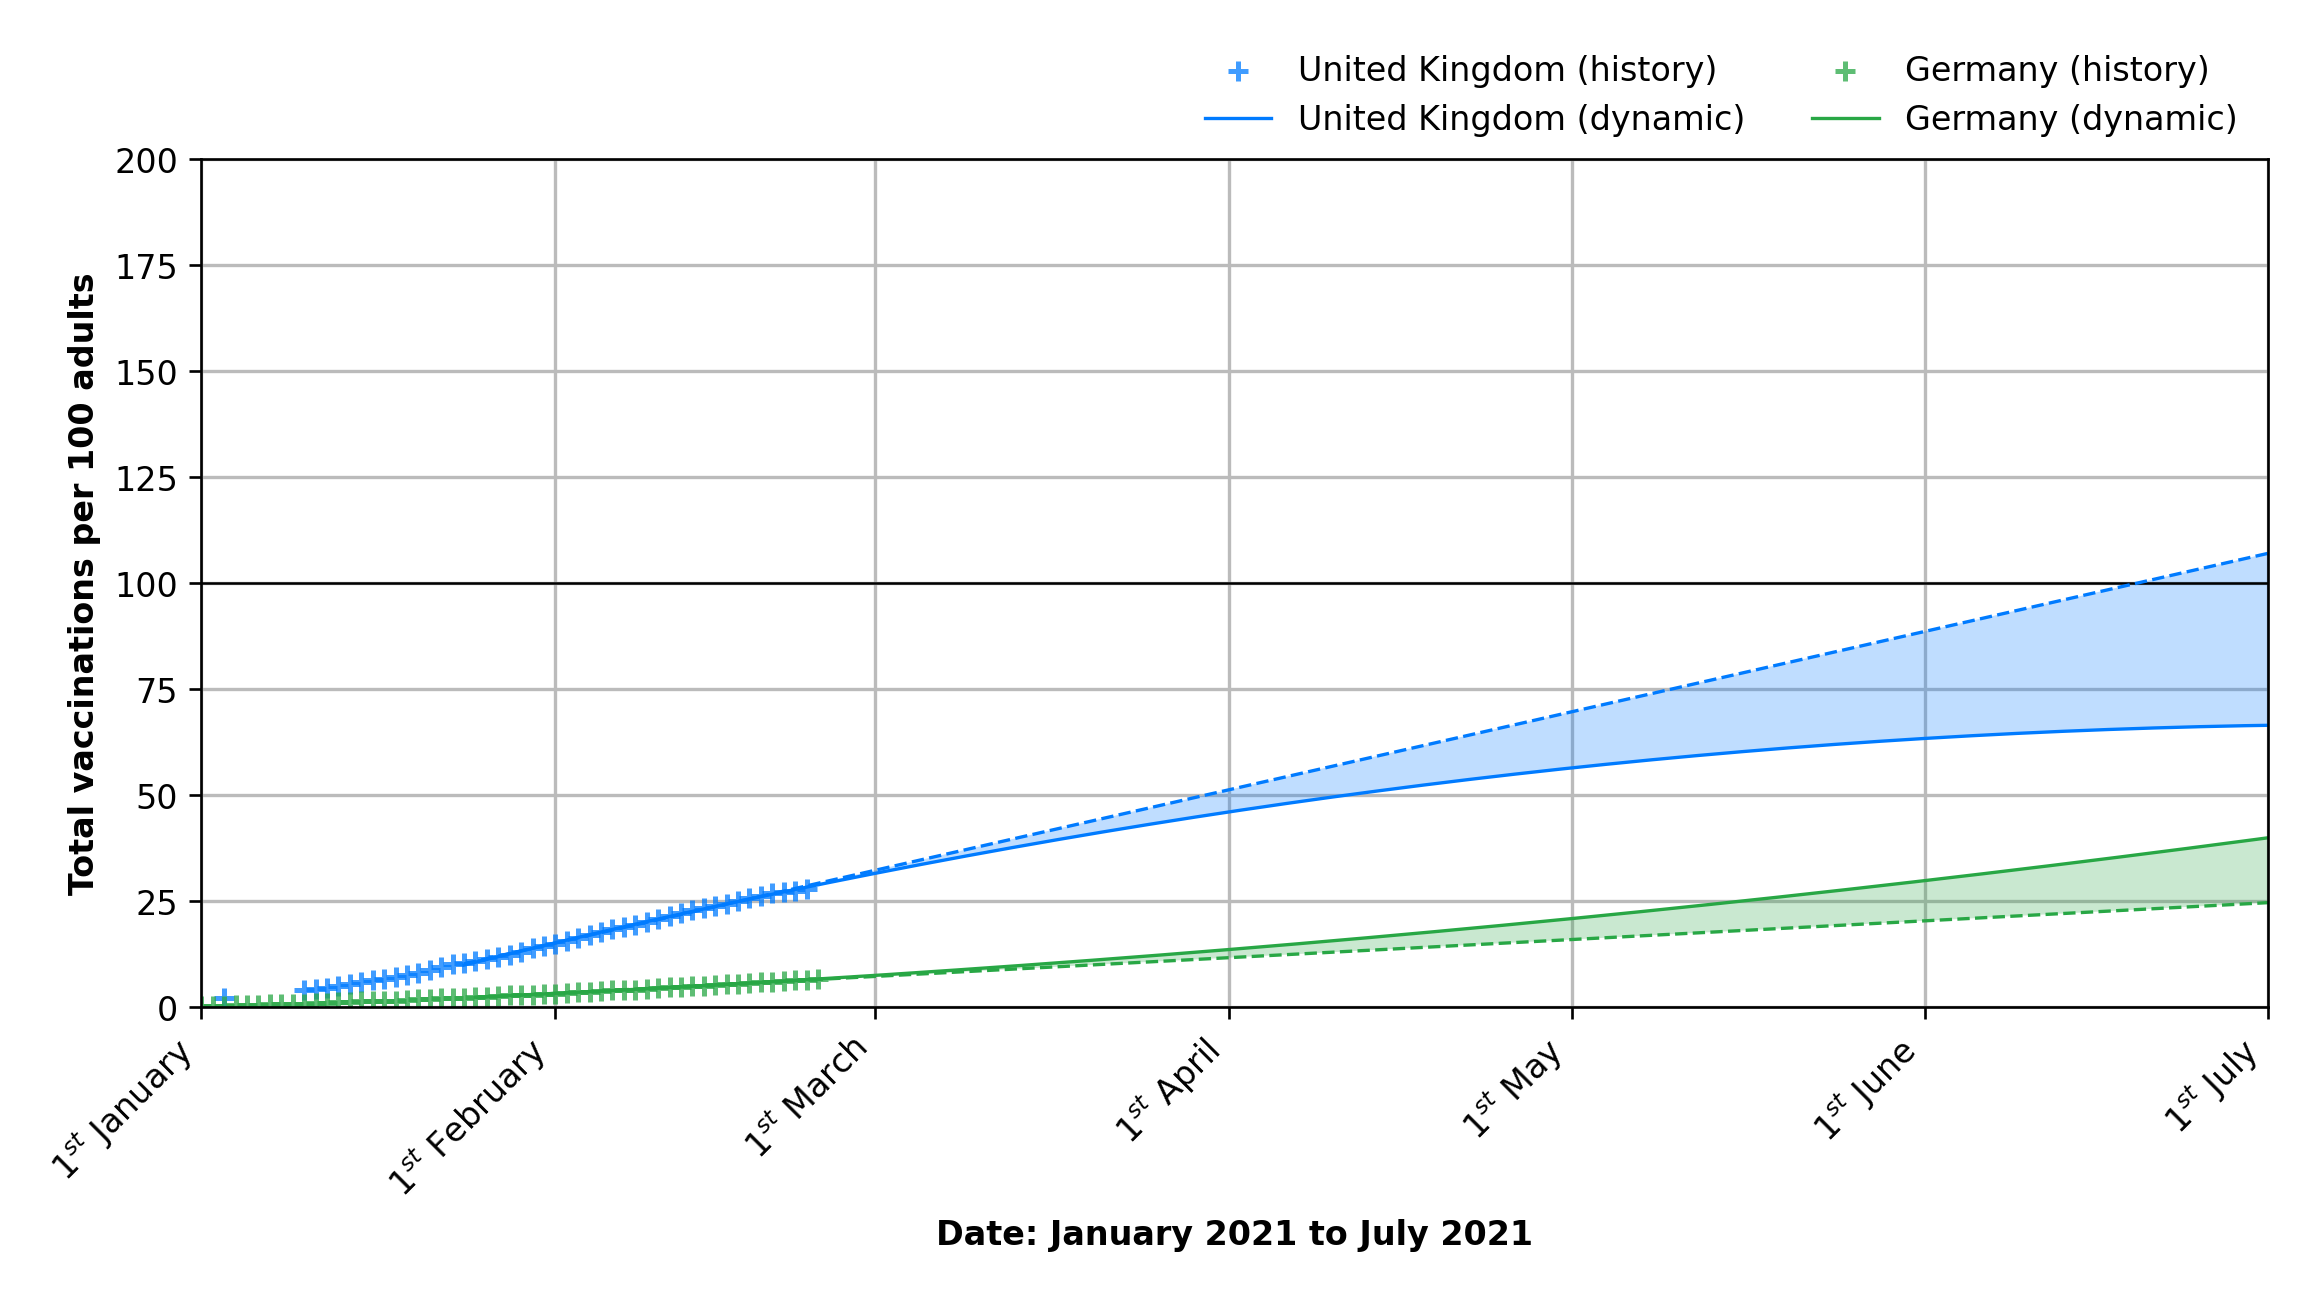 United Kingdom (history)
United Kingdom (dynamic)
Germany (history)
Germany (dynamic)
Total vaccinations per 100 adults
200
175
150
125
100
75
50
25
0
1st January
1st February
1st March
1st April
1st May
1st June
1st July
Date: January 2021 to July 2021